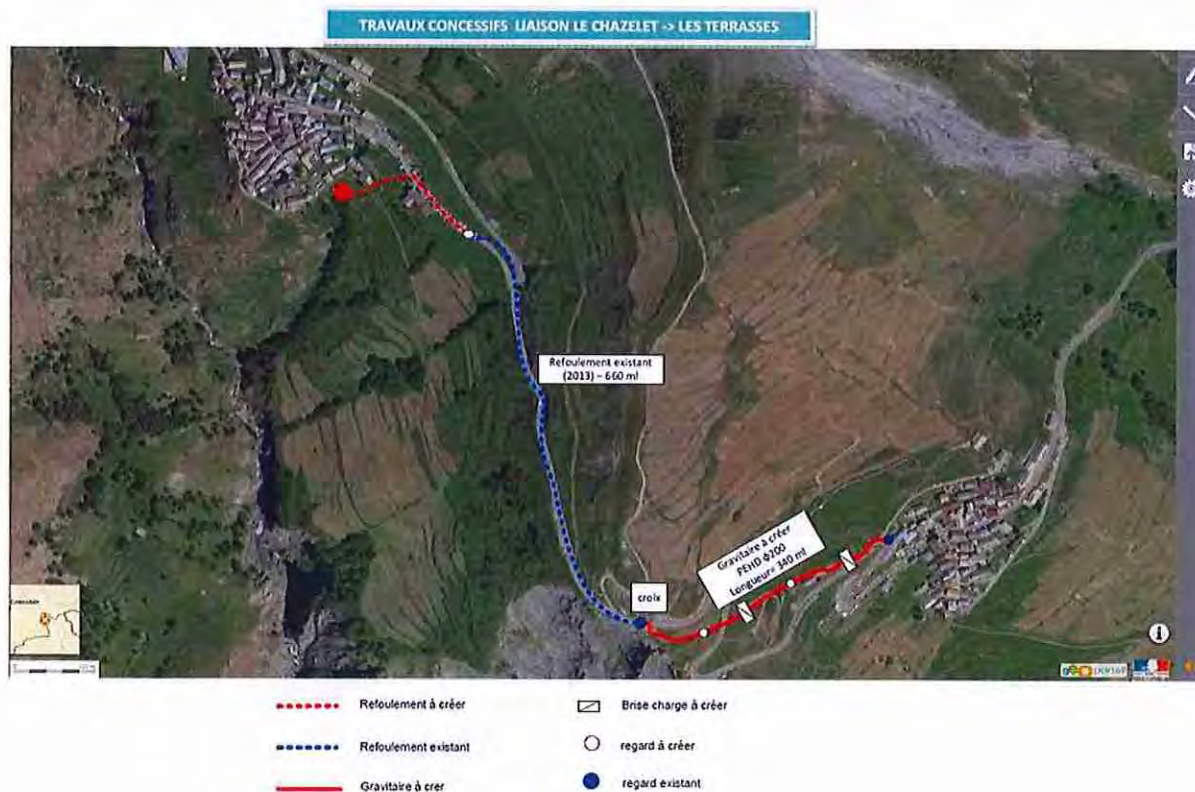 TRAVAUX CONCESSIFS LIAISON LE CHAZELET -> LES TERRASSES
Refoulement existant
(2013) – 660 ml
Gravitaire à créer
PEHD ф200
Longueur= 340 ml
croix
Refoulement à créer
Brise charge à créer
Refoulement existant
regard à créer
Gravitaire à crer
regard existant